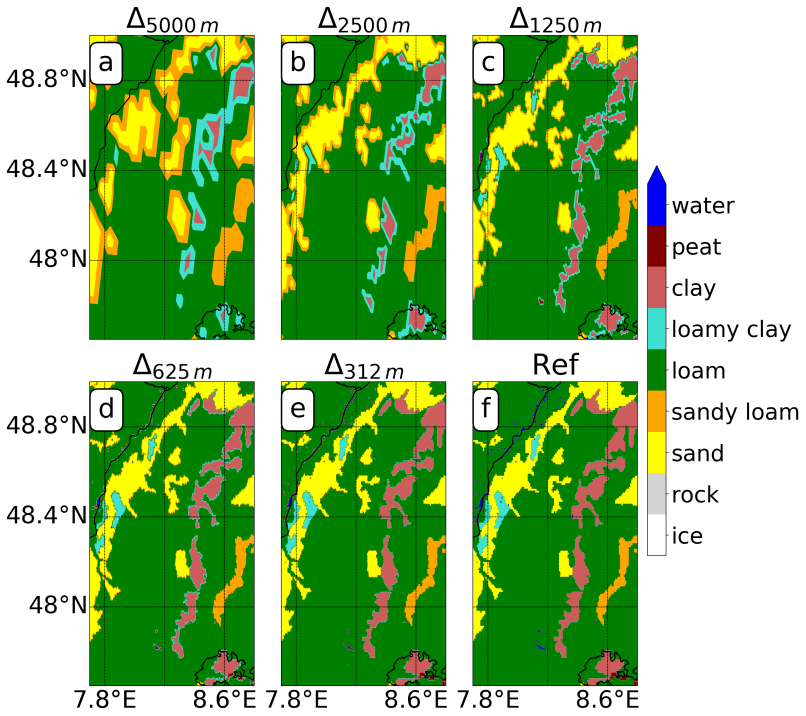 Δ5000 m
Δ2500 m
Δ1250 m
a
b
c
48.8°N
48.4°N
48°N
Δ625 m
Δ312 m
Ref
d
e
f
48.8°N
48.4°N
48°N
7.8°E
8.6°E
7.8°E
8.6°E
7.8°E
8.6°E
water
peat
clay
loamy clay
loam
sandy loam
sand
rock
ice